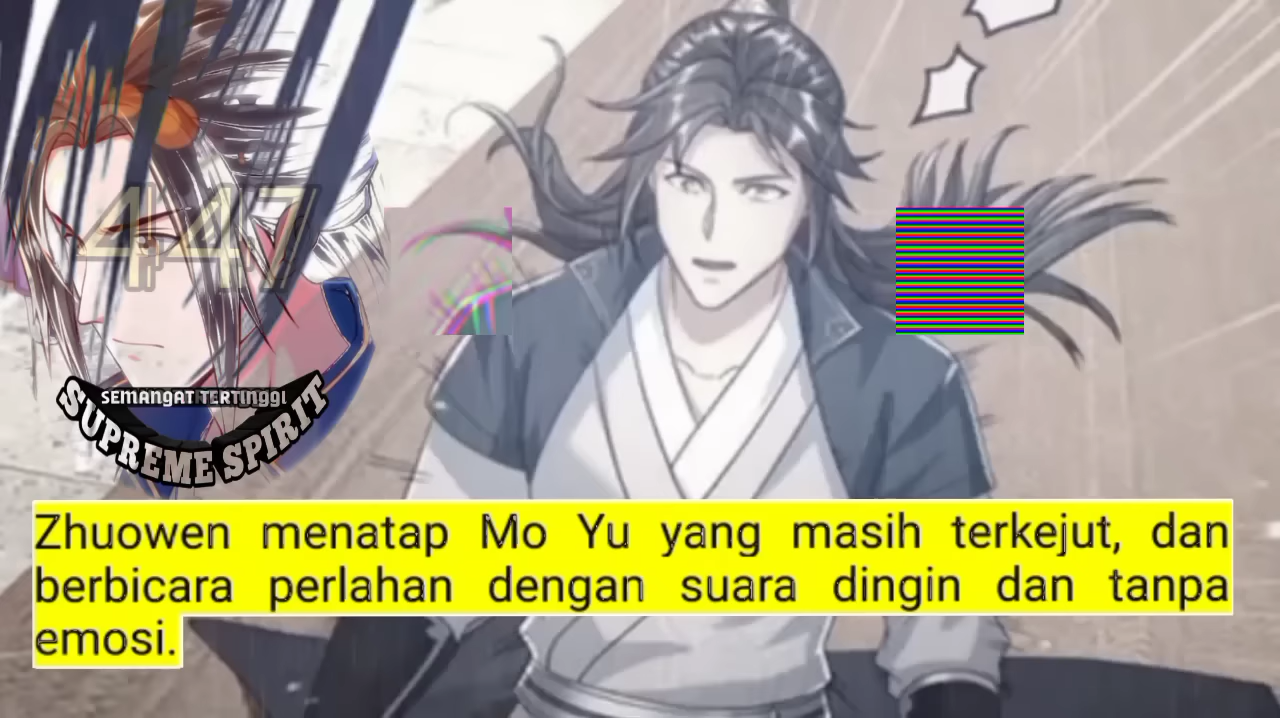 447
SEMANGAT TERTINGGI
SUPREME SPIRIT
Zhuowen menatap Mo Yu yang masih terkejut, dan
berbicara perlahan dengan suara dingin dan tanpa
emosi.